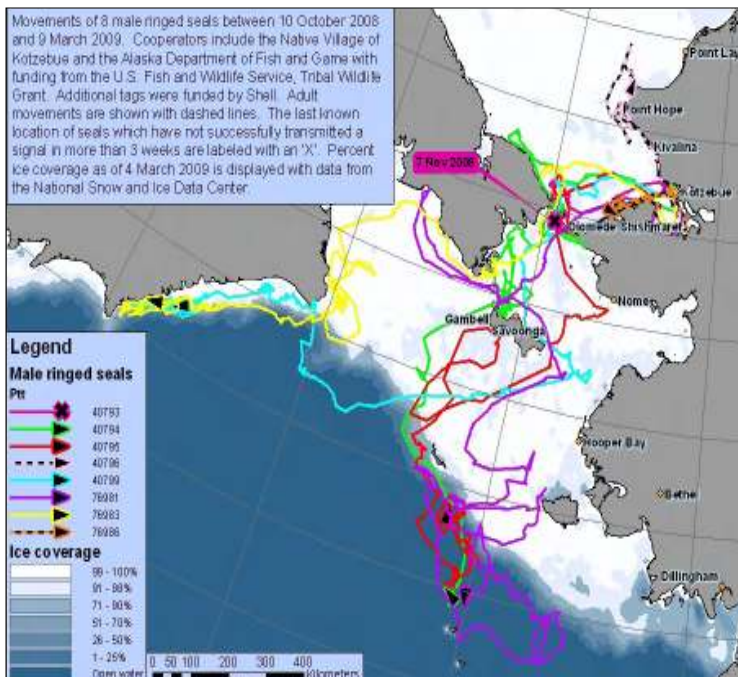 Movements of 8 male ringed seals between 10 October 2008
and 9 March 2009. Cooperators include the Native Village of
Kotzebue and the Alaska Department of Fish and Game with
funding from the U.S. Fish and Wildlife Service, Tribal Wildlife
Grant. Additional tags were funded by Shell. Adult
movements are shown with dashed lines. The last known
location of seals which have not successfully transmitted a
signal in more than 3 weeks are labeled with an 'X'. Percent
ice coverage as of 4 March 2009 is displayed with data from
the National Snow and Ice Data Center.
Point Lay
Point Hope
Kivalina
7 Nov 2008
Kotzebue
Diomede Shishmaref
Nome
Gambell
Savoonga
Hooper Bay
Bethel
Dillingham
Legend
Male ringed seals
Ptt
40793
40794
40795
40796
40799
76981
76983
76986
Ice coverage
99 - 100%
91 - 98%
71 - 90%
51 - 70%
26 - 50%
1 - 25%
Open water
0 50 100 200 300 400
Kilometers